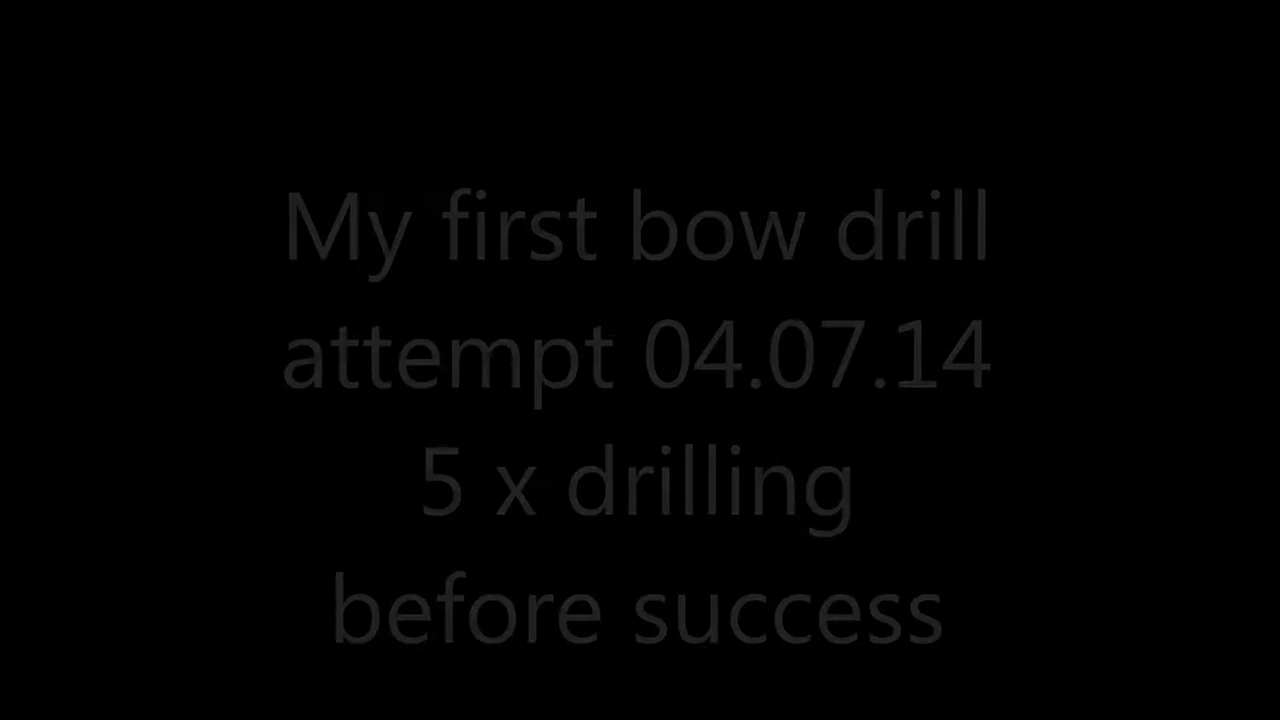 My first bow drill
attempt 04.07.14
5 x drilling
before success